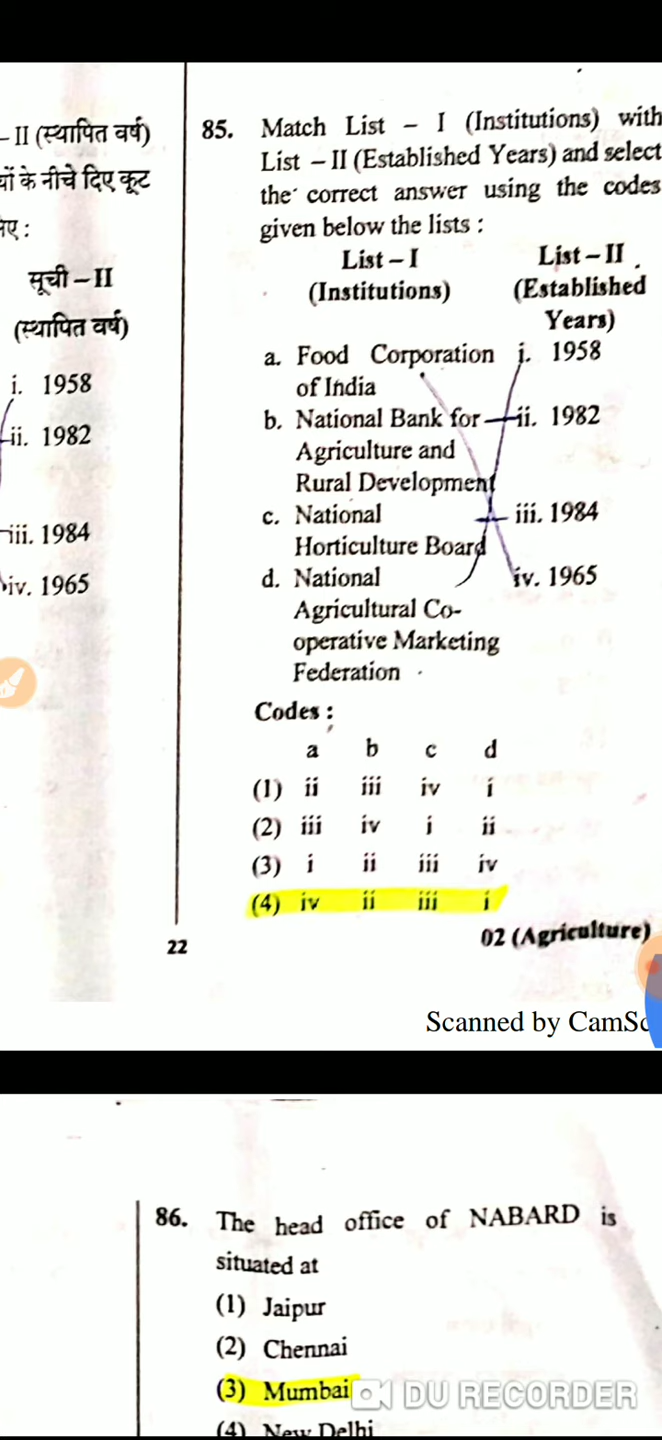 – II (स्थापित वर्ष)
यों के नीचे दिए कूट
सूची – II
(स्थापित वर्ष)
i. 1958
ii. 1982
iii. 1984
iv. 1965
85. Match List – I (Institutions) with
List – II (Established Years) and select
the correct answer using the codes
given below the lists :
List – I List – II
(Institutions) (Established
Years)
a. Food Corporation i. 1958
of India
b. National Bank for ii. 1982
Agriculture and
Rural Development
c. National iii. 1984
Horticulture Board
d. National iv. 1965
Agricultural Co-
operative Marketing
Federation
Codes :
a b c d
(1) ii iii iv i
(2) iii iv i ii
(3) i ii iii iv
(4) iv ii iii i
22 02 (Agriculture)
Scanned by CamSc
86. The head office of NABARD is
situated at
(1) Jaipur
(2) Chennai
(3) Mumbai
DU RECORDER
(4) New Delhi